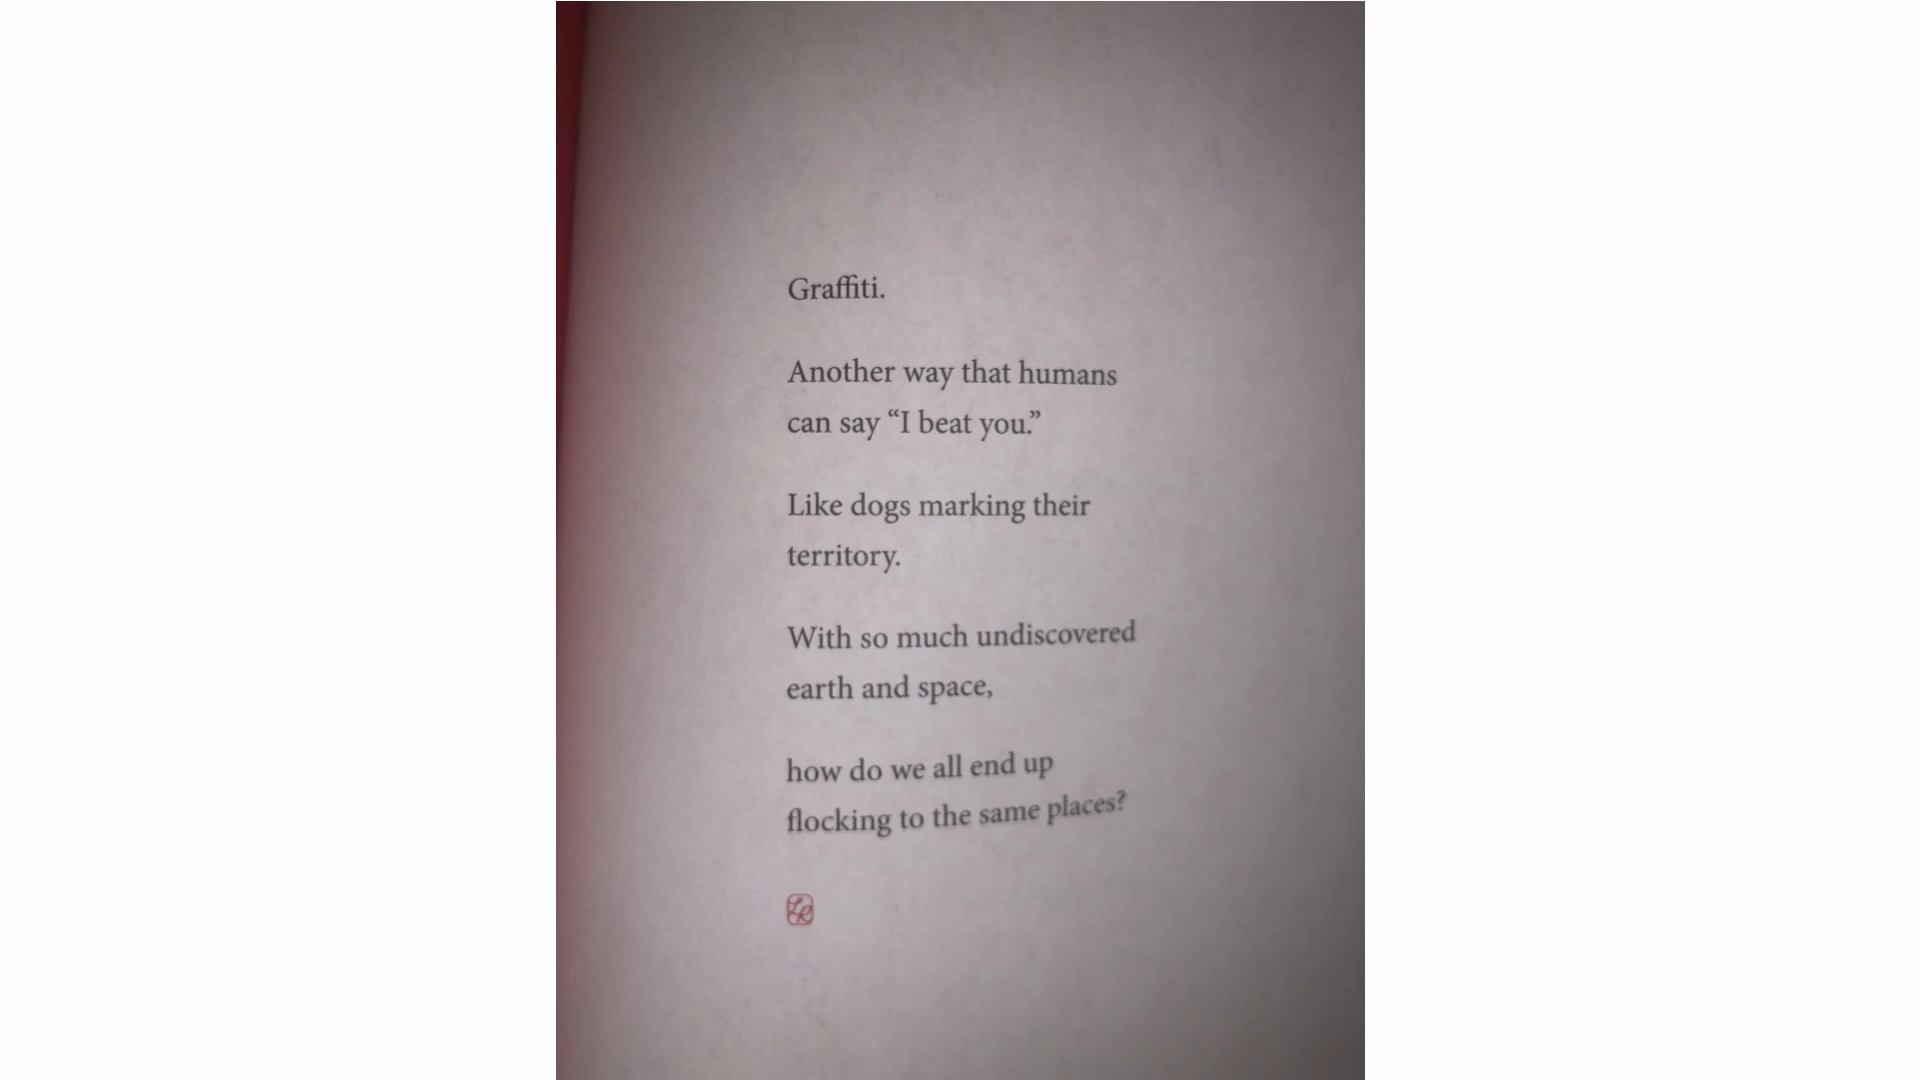 Graffiti.
Another way that humans
can say “I beat you.”
Like dogs marking their
territory.
With so much undiscovered
earth and space,
how do we all end up
flocking to the same places?
LR